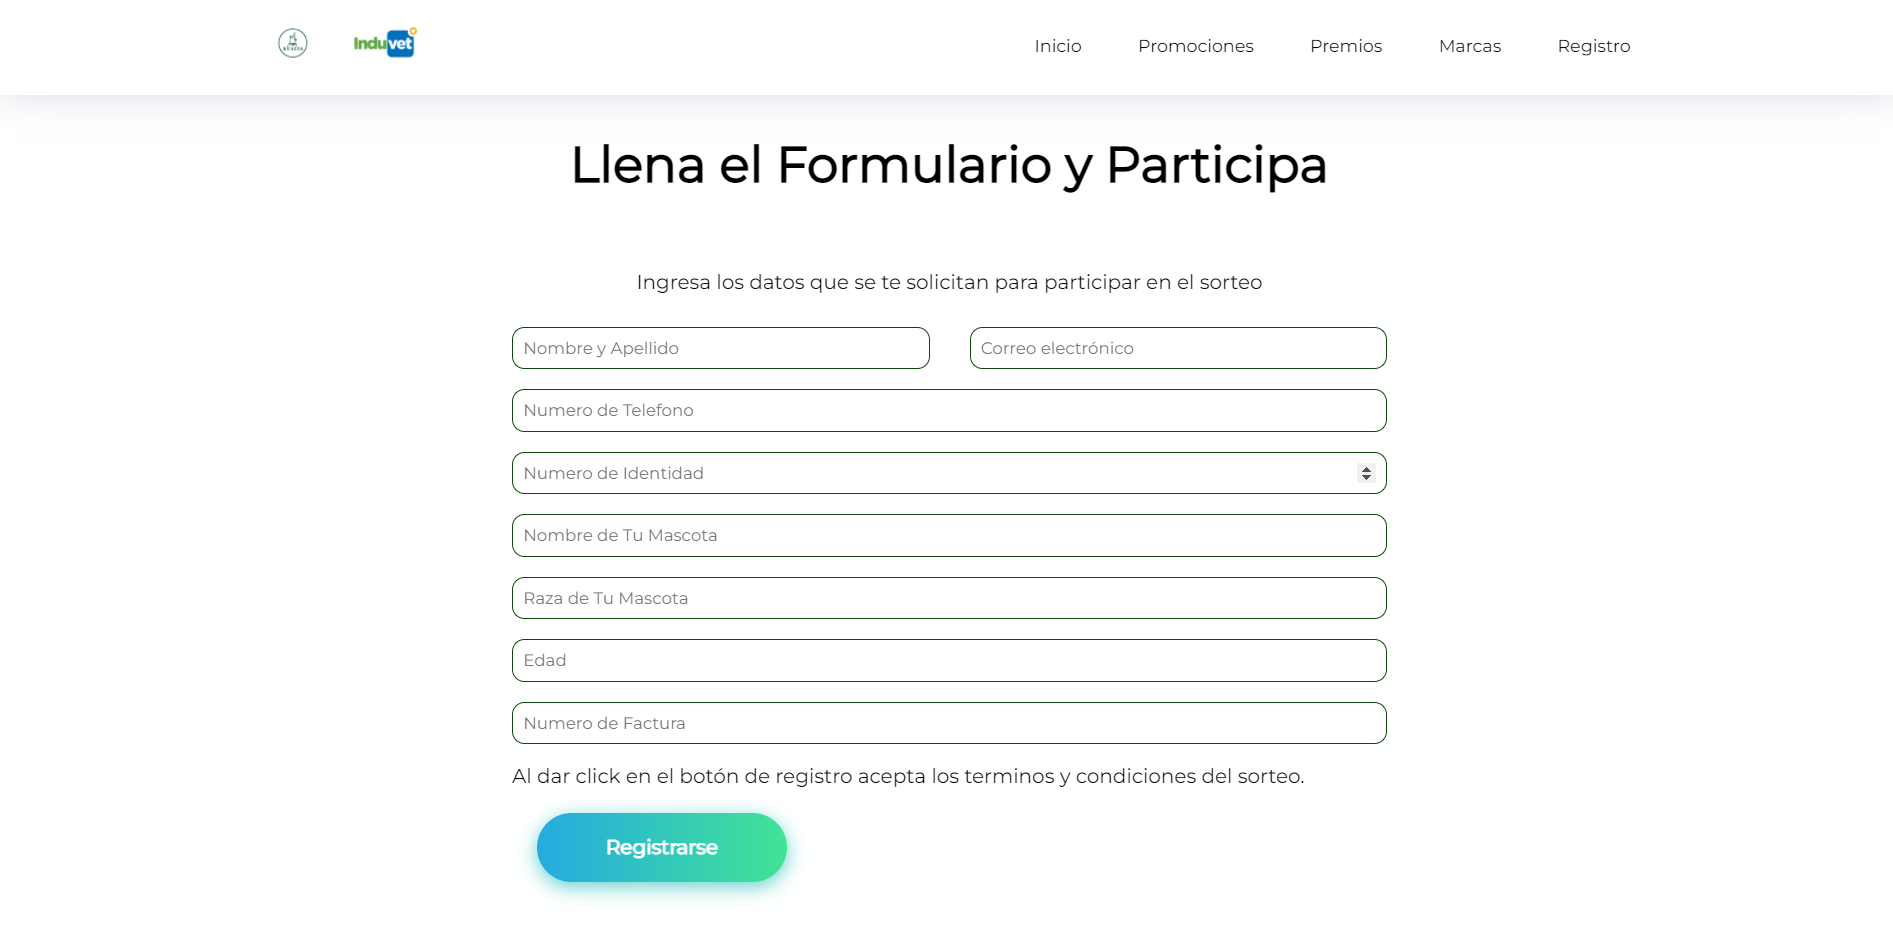 Induvet
Inicio Promociones Premios Marcas Registro
Llena el Formulario y Participa
Ingresa los datos que se te solicitan para participar en el sorteo
Nombre y Apellido Correo electrónico
Numero de Telefono
Numero de Identidad
Nombre de Tu Mascota
Raza de Tu Mascota
Edad
Numero de Factura
Al dar click en el botón de registro acepta los terminos y condiciones del sorteo.
Registrarse